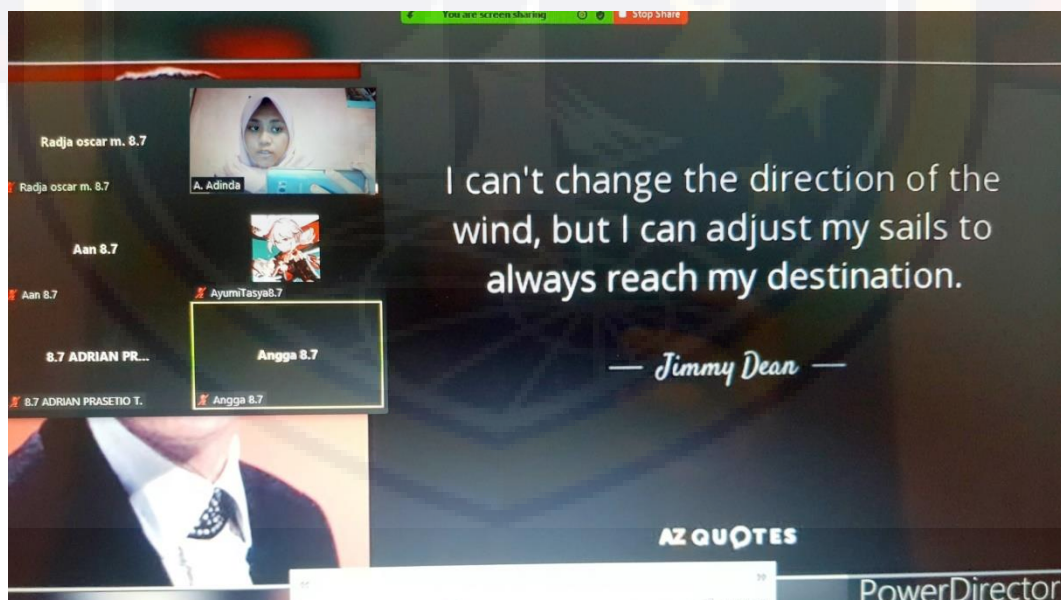 You are screen sharing
Stop Share
Radja oscar m. 8.7
Radja oscar m. 8.7
A. Adinda
Aan 8.7
Aan 8.7
AyumiTasya8.7
8.7 ADRIAN PR...
8.7 ADRIAN PRASETIO T.
Angga 8.7
Angga 8.7
I can't change the direction of the
wind, but I can adjust my sails to
always reach my destination.
— Jimmy Dean —
AZ QUOTES
PowerDirector